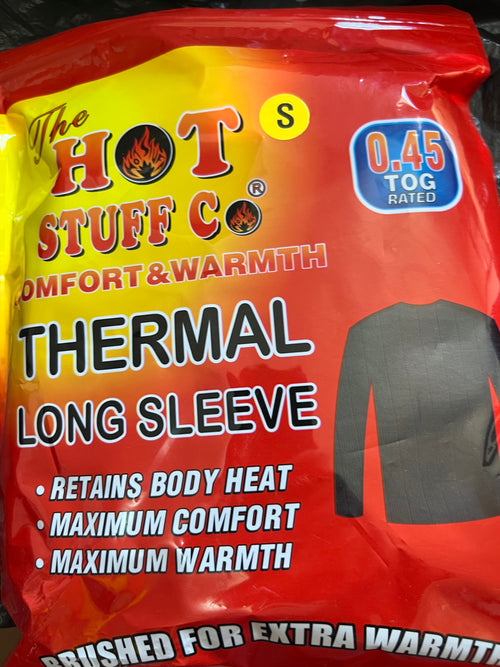 The
HOT
S
STUFF CO®
0.45
TOG
RATED
COMFORT & WARMTH
THERMAL
LONG SLEEVE
• RETAINS BODY HEAT
• MAXIMUM COMFORT
• MAXIMUM WARMTH
BRUSHED FOR EXTRA WARMTH